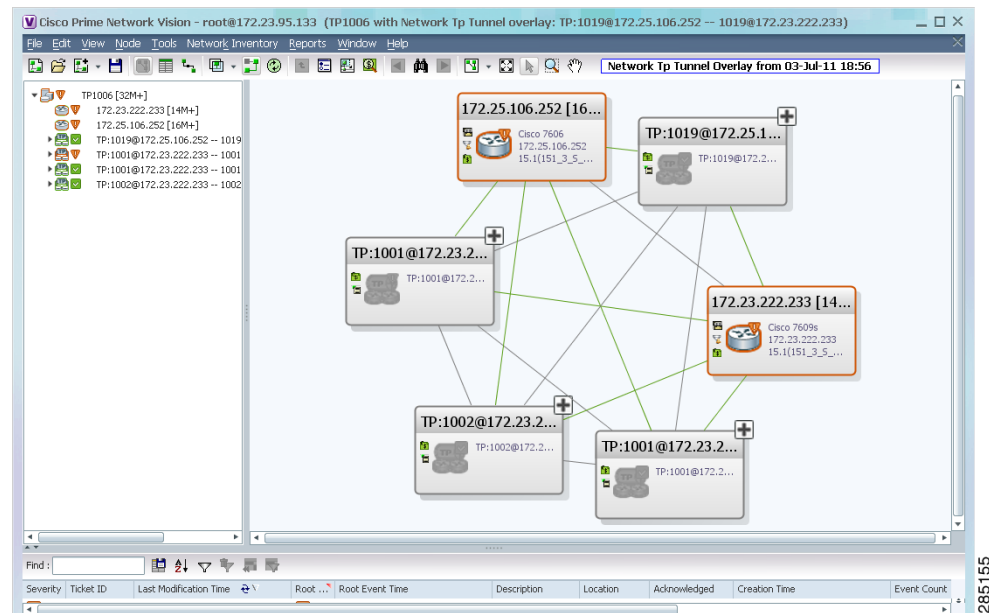 Cisco Prime Network Vision - root@172.23.95.133 (TP1006 with Network Tp Tunnel overlay: TP:1019@172.25.106.252 -- 1019@172.23.222.233)
File Edit View Node Tools Network Inventory Reports Window Help
Network Tp Tunnel Overlay from 03-Jul-11 18:56
TP1006 [32M+]
172.23.222.233 [14M+]
172.25.106.252 [16M+]
TP:1019@172.25.106.252 -- 1019
TP:1001@172.23.222.233 -- 1001
TP:1001@172.23.222.233 -- 1001
TP:1002@172.23.222.233 -- 1002
172.25.106.252 [16...
Cisco 7606
172.25.106.252
15.1(151_3_S_...
TP:1019@172.25.1...
TP:1019@172.2...
TP:1001@172.23.2...
TP:1001@172.2...
172.23.222.233 [14...
Cisco 7609s
172.23.222.233
15.1(151_3_S_...
TP:1002@172.23.2...
TP:1002@172.2...
TP:1001@172.23.2...
TP:1001@172.2...
Find :
Severity Ticket ID Last Modification Time Root ... Root Event Time Description Location Acknowledged Creation Time Event Count
285155